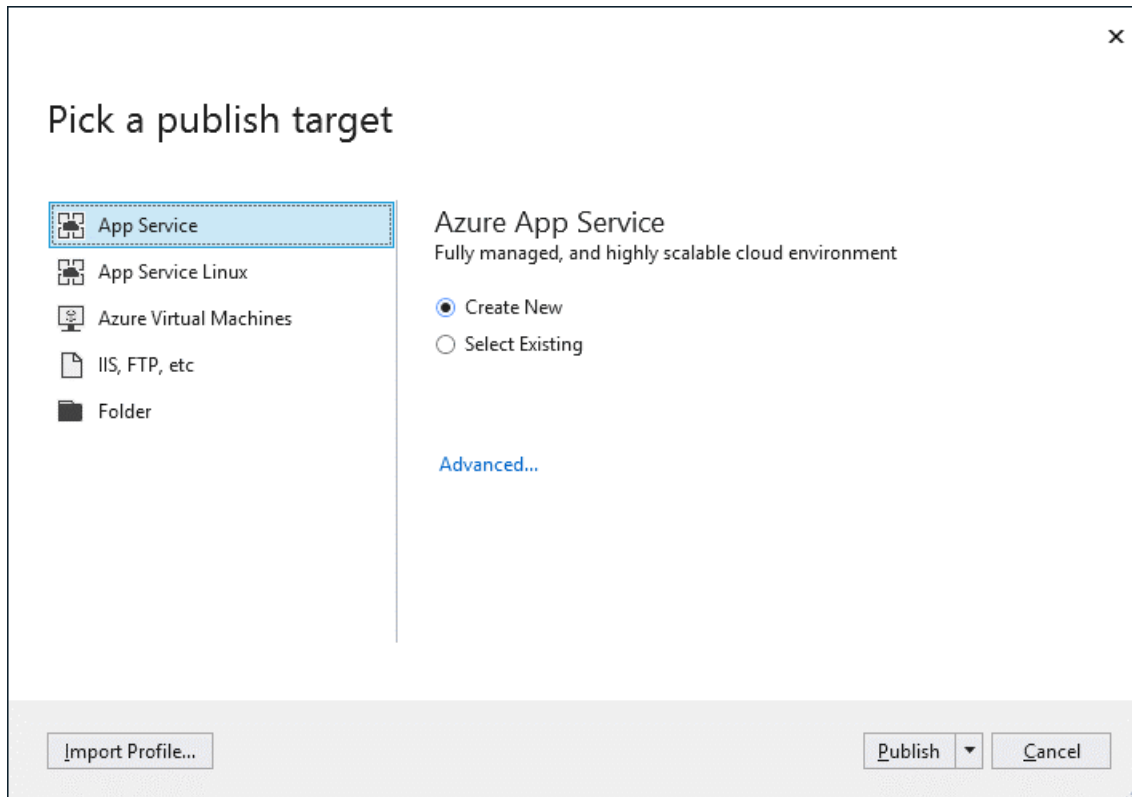 Pick a publish target
App Service
App Service Linux
Azure Virtual Machines
IIS, FTP, etc
Folder
Azure App Service
Fully managed, and highly scalable cloud environment
Create New
Select Existing
Advanced...
Import Profile...
Publish
Cancel